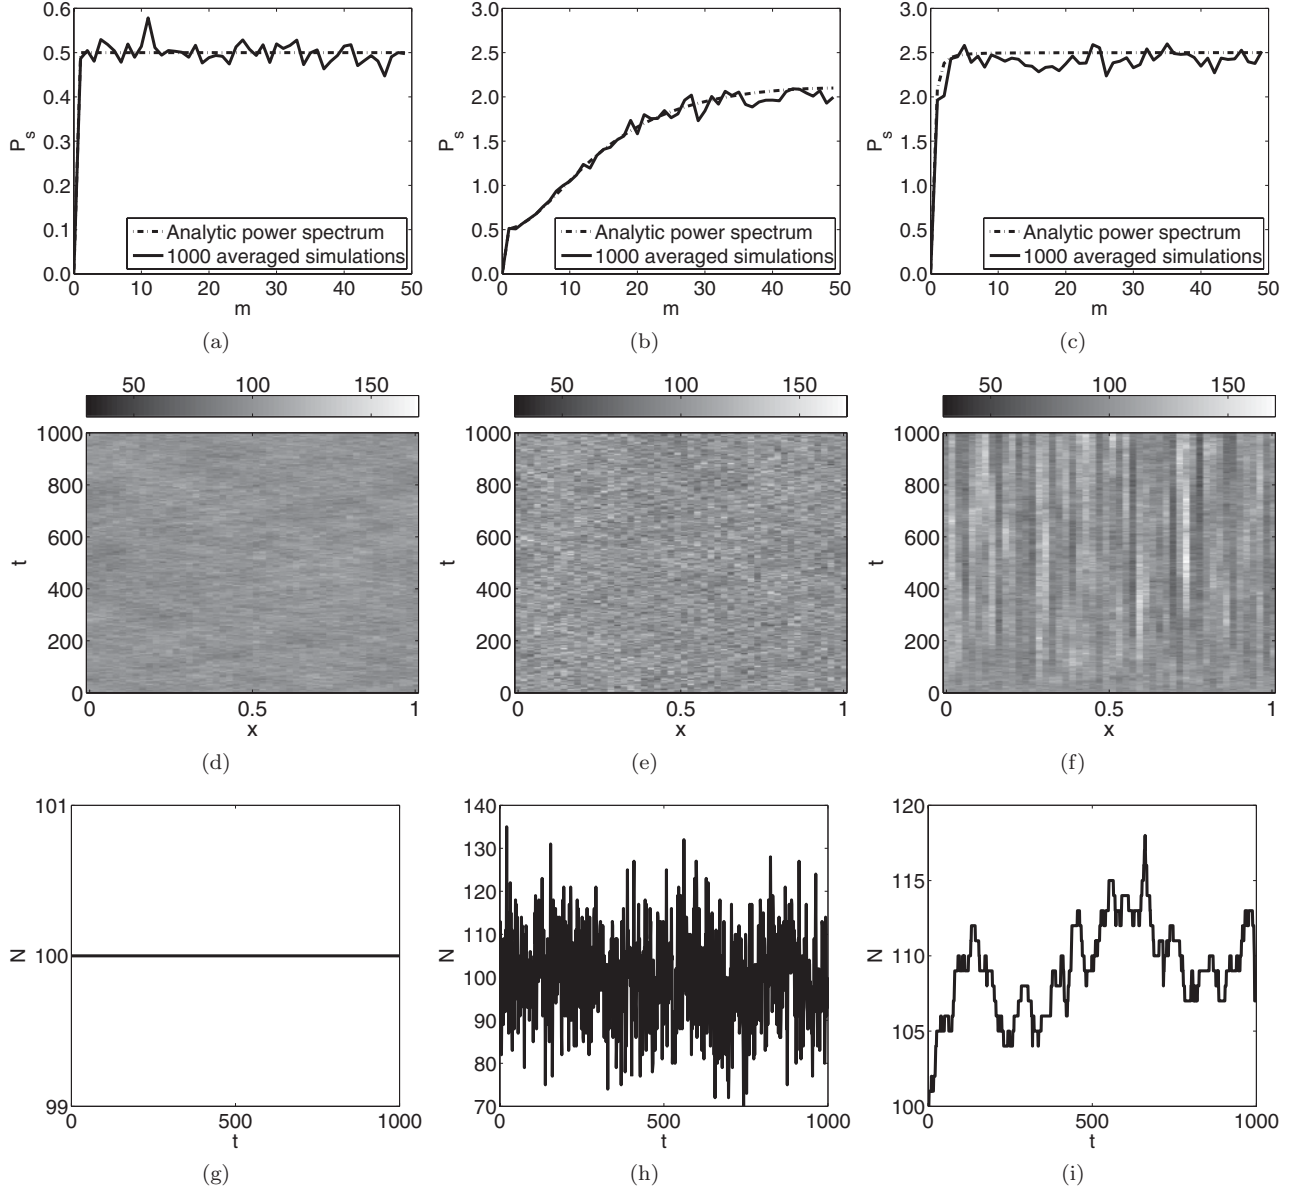 0.6
0.5
0.4
0.3
0.2
0.1
0.0
P_s
0 10 20 30 40 50
m
Analytic power spectrum
1000 averaged simulations
(a)
3.0
2.5
2.0
1.5
1.0
0.5
0.0
P_s
0 10 20 30 40 50
m
Analytic power spectrum
1000 averaged simulations
(b)
3.0
2.5
2.0
1.5
1.0
0.5
0.0
P_s
0 10 20 30 40 50
m
Analytic power spectrum
1000 averaged simulations
(c)
50 100 150
1000
800
600
400
200
0
t
0 0.5 1
x
(d)
50 100 150
1000
800
600
400
200
0
t
0 0.5 1
x
(e)
50 100 150
1000
800
600
400
200
0
t
0 0.5 1
x
(f)
101
100
99
N
0 500 1000
t
(g)
140
130
120
110
100
90
80
70
N
0 500 1000
t
(h)
120
115
110
105
100
N
0 500 1000
t
(i)